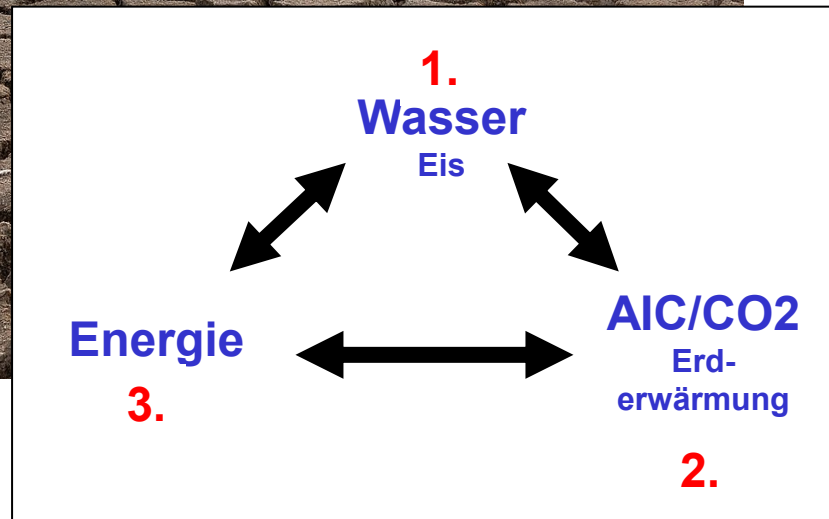 1.
Wasser
Eis
Energie
3.
AIC/CO2
Erd-
erwärmung
2.